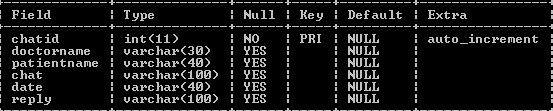 Field | Type | Null | Key | Default | Extra
chatid | int(11) | NO | PRI | NULL | auto_increment
doctorname | varchar(30) | YES | | NULL |
patientname | varchar(40) | YES | | NULL |
chat | varchar(100) | YES | | NULL |
date | varchar(40) | YES | | NULL |
reply | varchar(100) | YES | | NULL |